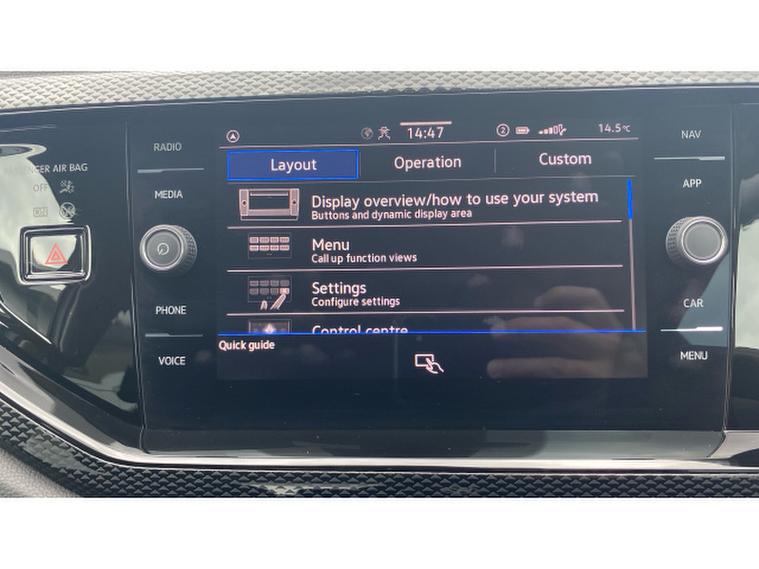 RADIO
MEDIA
PHONE
VOICE
AIR BAG
OFF
14:47
2
14.5°C
Layout
Operation
Custom
Display overview/how to use your system
Buttons and dynamic display area
Menu
Call up function views
Settings
Configure settings
Control centre
Quick guide
NAV
APP
CAR
MENU